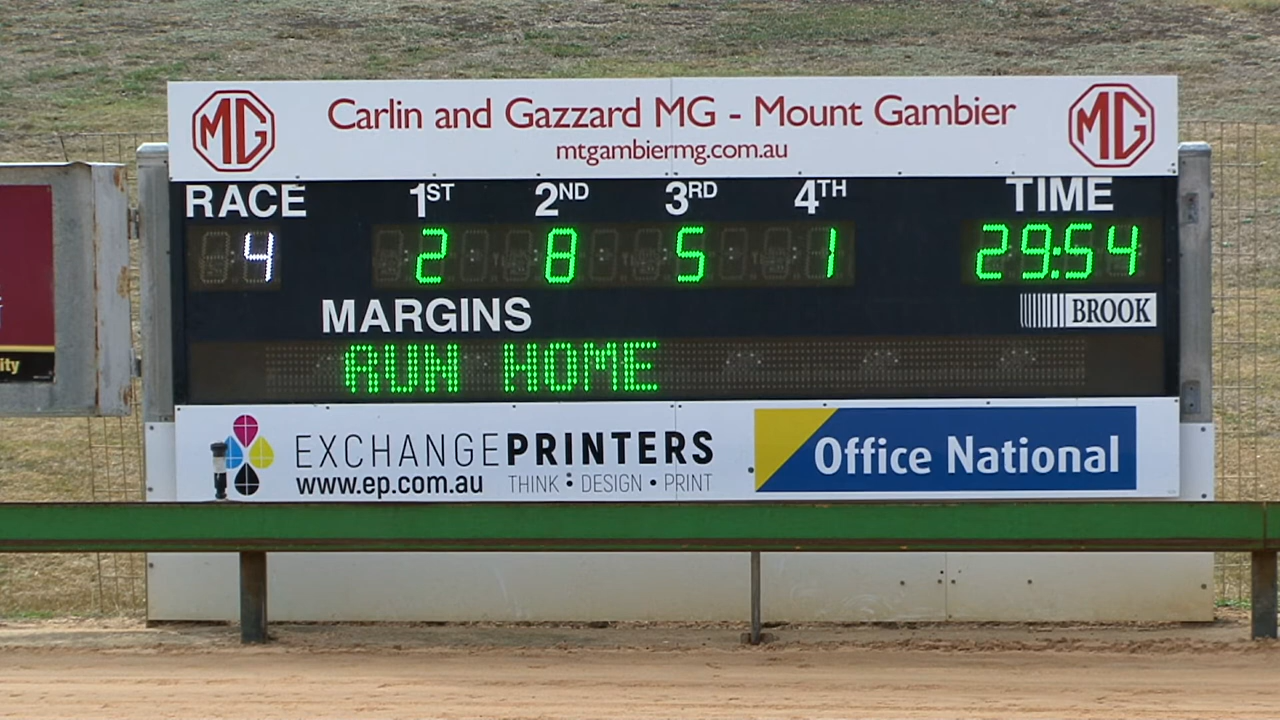 MG Carlin and Gazzard MG - Mount Gambier MG
mtgambiermg.com.au
RACE 1ST 2ND 3RD 4TH TIME
4 2 8 5 1 29:54
MARGINS BROOK
RUN HOME
EXCHANGEPRINTERS Office National
www.ep.com.au THINK : DESIGN • PRINT
ity